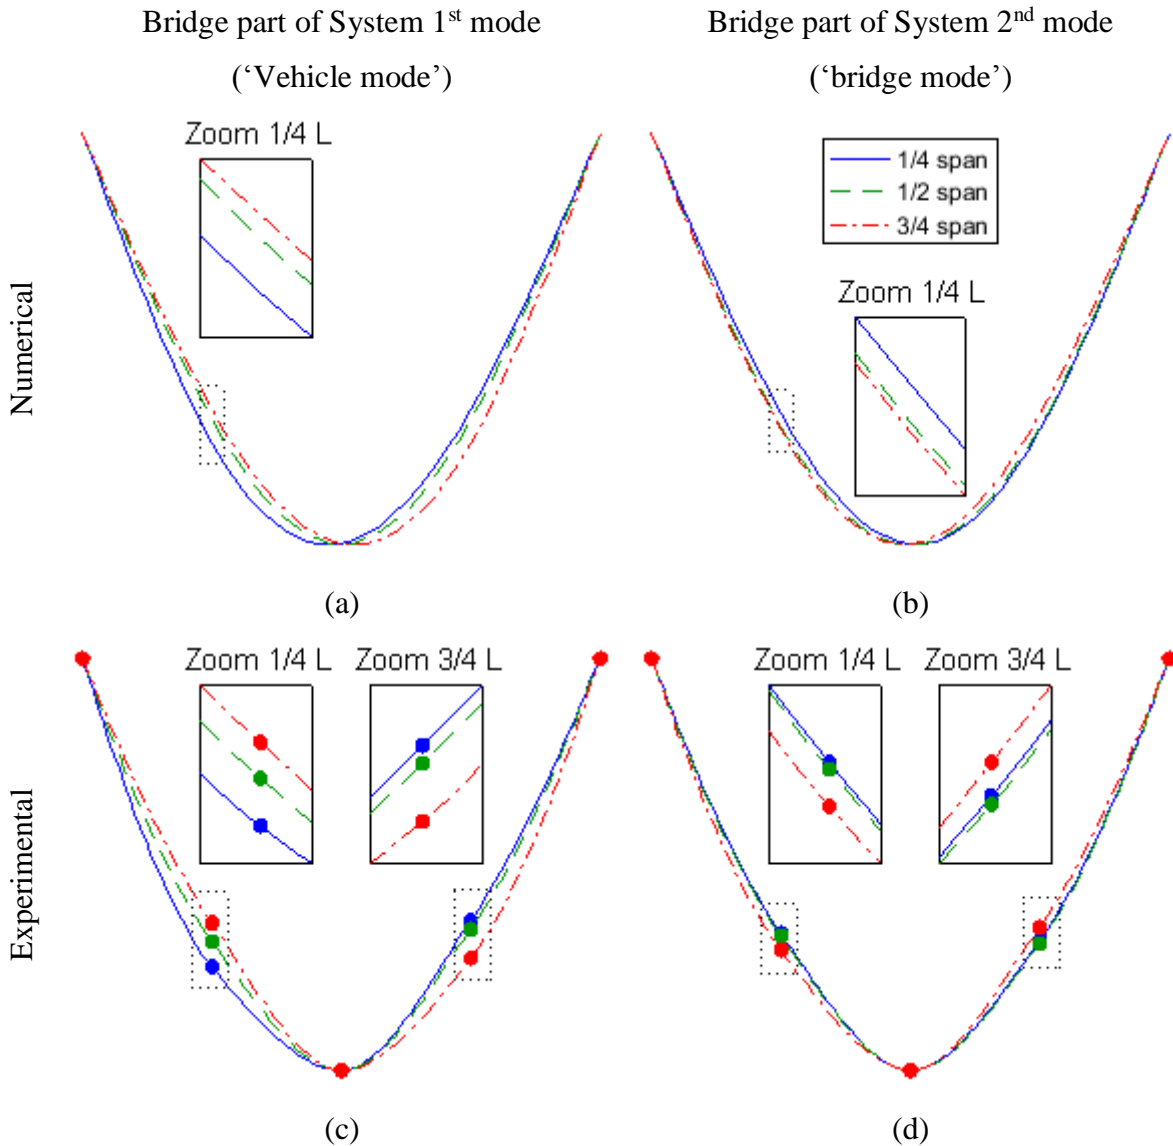 Bridge part of System 1st mode
(‘Vehicle mode’)
Bridge part of System 2nd mode
(‘bridge mode’)
Numerical
Zoom 1/4 L
1/4 span
1/2 span
3/4 span
Zoom 1/4 L
(a)
(b)
Experimental
Zoom 1/4 L
Zoom 3/4 L
Zoom 1/4 L
Zoom 3/4 L
(c)
(d)